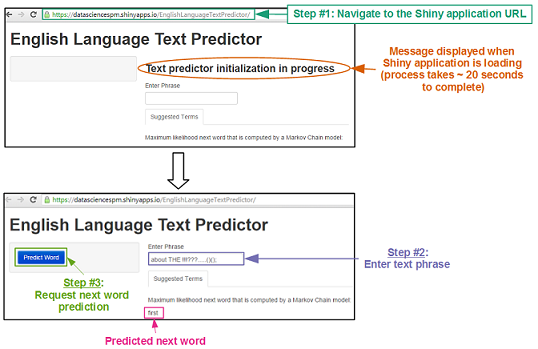 https://datasciencespm.shinyapps.io/EnglishLanguageTextPredictor/
Step #1: Navigate to the Shiny application URL
English Language Text Predictor
Text predictor initialization in progress
Message displayed when
Shiny application is loading
(process takes ~ 20 seconds
to complete)
Enter Phrase
Suggested Terms
Maximum likelihood next word that is computed by a Markov Chain model:
https://datasciencespm.shinyapps.io/EnglishLanguageTextPredictor/
English Language Text Predictor
Predict Word
Enter Phrase
about THE
Step #2:
Enter text phrase
Suggested Terms
Step #3:
Request next word
prediction
Maximum likelihood next word that is computed by a Markov Chain model:
first
Predicted next word